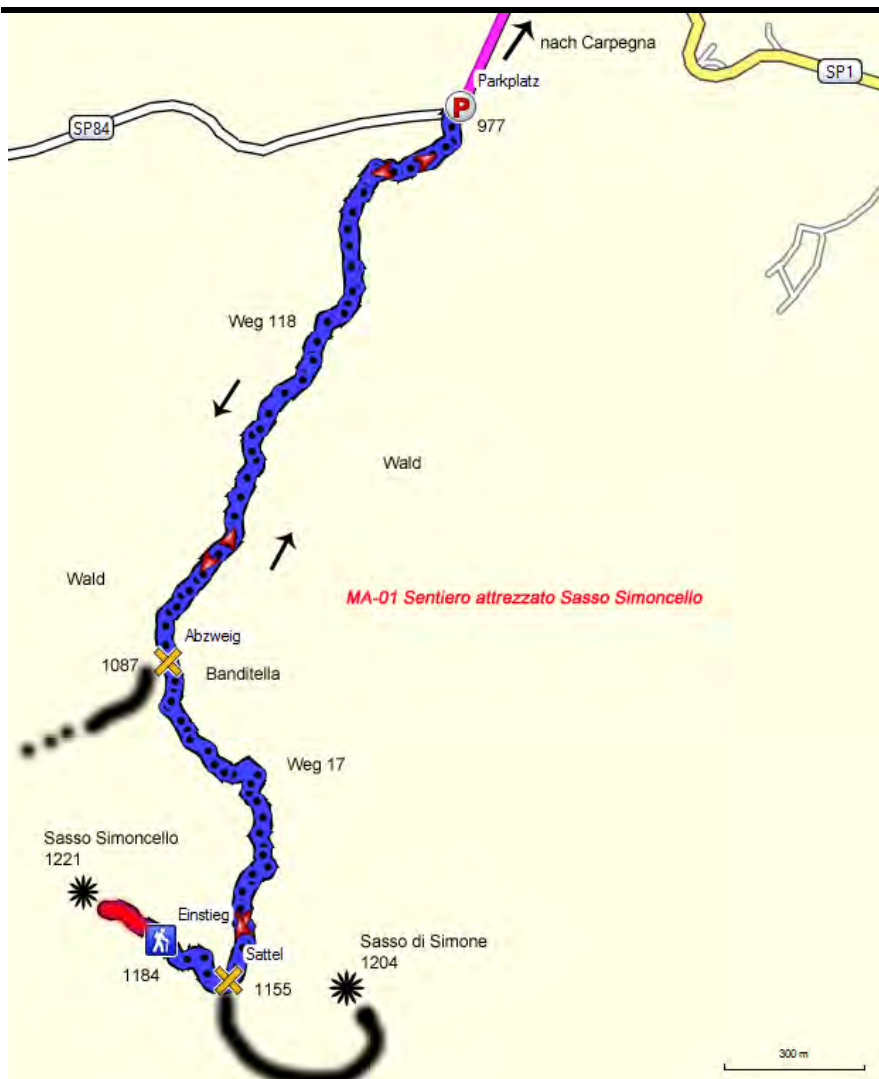 nach Carpegna
SP1
Parkplatz
P
977
SP84
Weg 118
Wald
Wald
MA-01 Sentiero attrezzato Sasso Simoncello
Abzweig
1087
Banditella
Weg 17
Sasso Simoncello
1221
Einstieg
Sasso di Simone
1204
Sattel
1184
1155
300 m